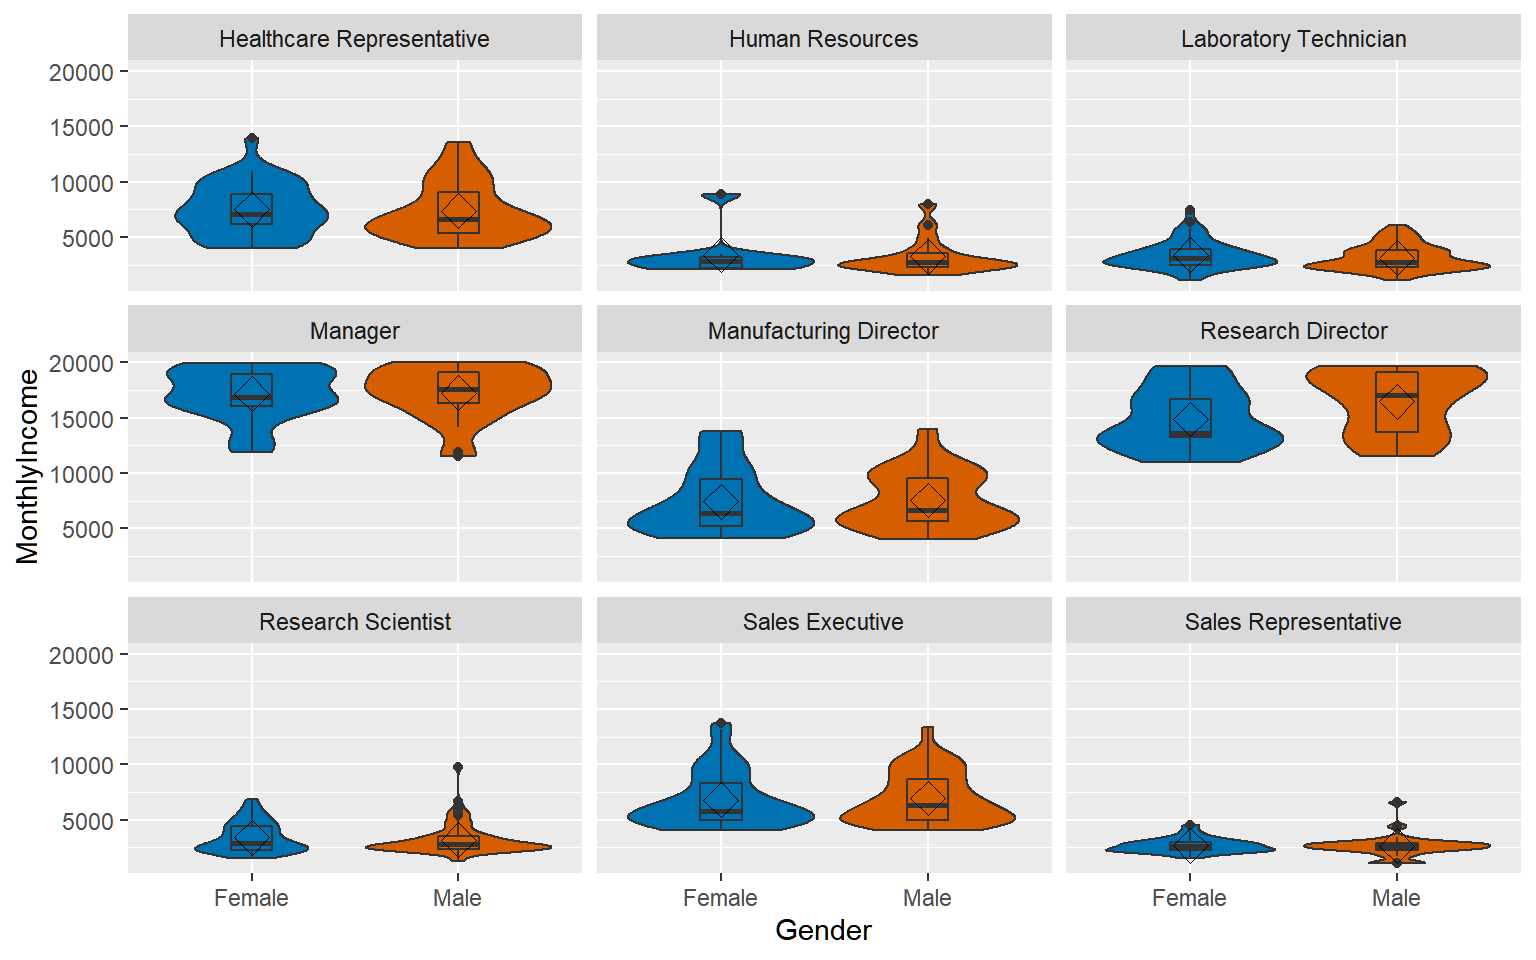 Healthcare Representative
Human Resources
Laboratory Technician
20000
15000
10000
5000
Manager
Manufacturing Director
Research Director
20000
15000
10000
5000
MonthlyIncome
Research Scientist
Sales Executive
Sales Representative
20000
15000
10000
5000
Female Male Female Male Female Male
Gender